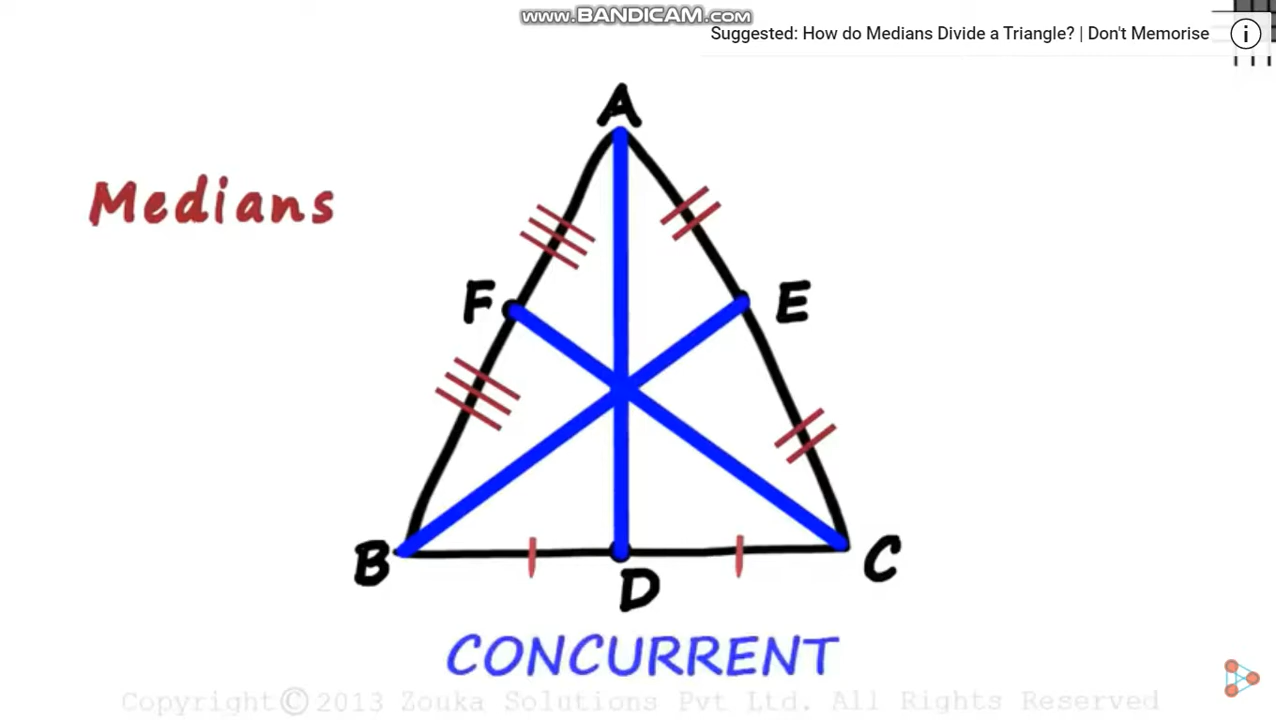 www.BANDICAM.com
Suggested: How do Medians Divide a Triangle? | Don't Memorise
i
A
Medians
F
E
B
C
D
CONCURRENT
Copyright © 2013 Zouka Solutions Pvt Ltd. All Rights Reserved